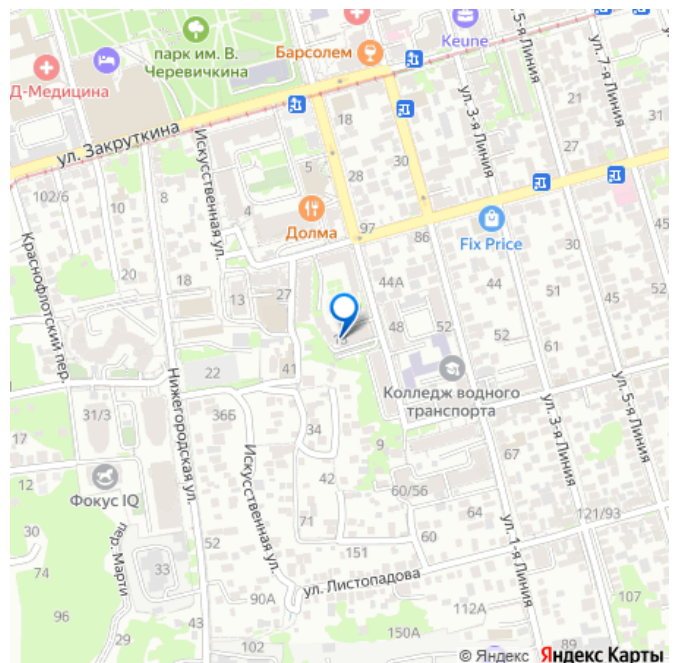 парк им. В.
Черевичкина
Барсолем
Keune
Д-Медицина
ул. Закруткина
Искусственная ул.
ул. 3-я Линия
ул. 5-я Линия
ул. 7-я Линия
18
21
27
30
28
5
4
8
10
102/6
20
18
13
27
Долма
97
86
Fix Price
45
Краснофлотский пер.
44А
44
30
45
48
52
52
61
52
Колледж водного
транспорта
22
41
36Б
34
31/3
17
Нижегородская ул.
Искусственная ул.
ул. 3-я Линия
ул. 5-я Линия
9
42
60/56
67
Фокус IQ
пер. Марти
30
33
74
96
29
43
52
71
151
60
64
121/93
ул. 1-я Линия
ул. Листопадова
90А
102
112А
150А
107
89
© Яндекс Яндекс Карты